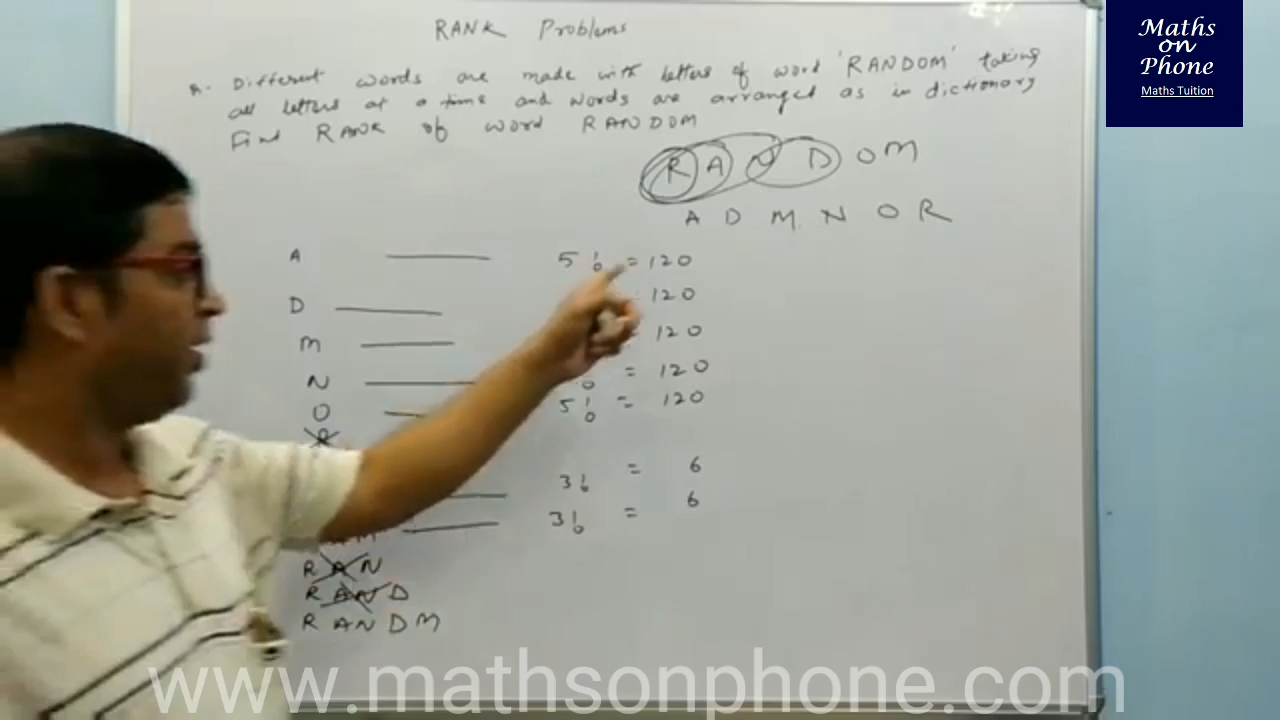 RANK Problems
Maths
on
Phone
Maths Tuition
Q. Different words are made with letters of word 'RANDOM' taking
all letters at a time and words are arranged as in dictionary
Find RANK of word RANDOM
R A N D O M
A D M N O R
A 5! = 120
D 120
M 120
N = 120
O 5! = 120
R
3! = 6
3! = 6
R A N
R A N D
R A N D M
www.mathsonphone.com